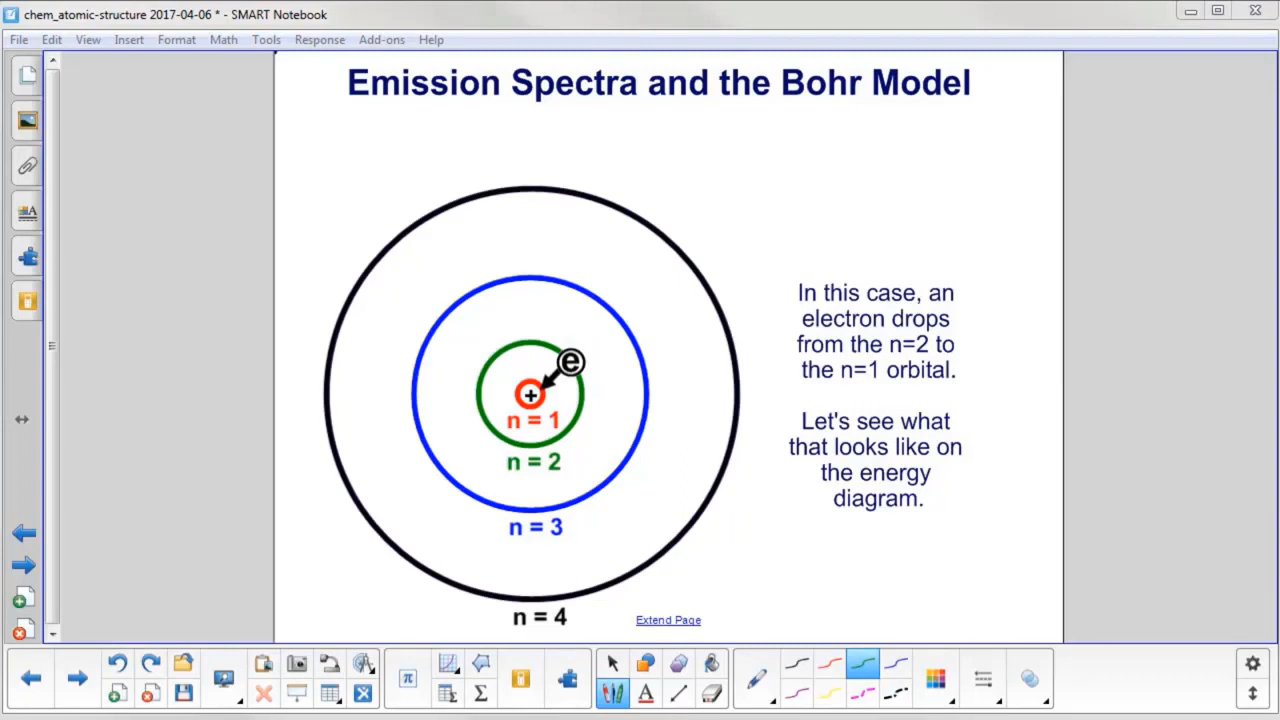 chem_atomic-structure 2017-04-06 * - SMART Notebook
File Edit View Insert Format Math Tools Response Add-ons Help
Emission Spectra and the Bohr Model
In this case, an
electron drops
from the n=2 to
the n=1 orbital.
Let's see what
that looks like on
the energy
diagram.
e
+
n = 1
n = 2
n = 3
n = 4
Extend Page
π
Σ
A